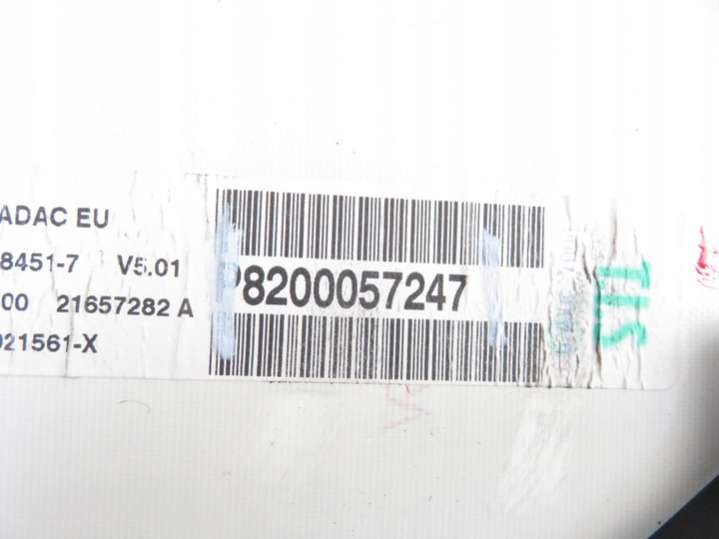 ADAC EU
8451-7 V5.01
00 21657282 A
021561-X
P8200057247